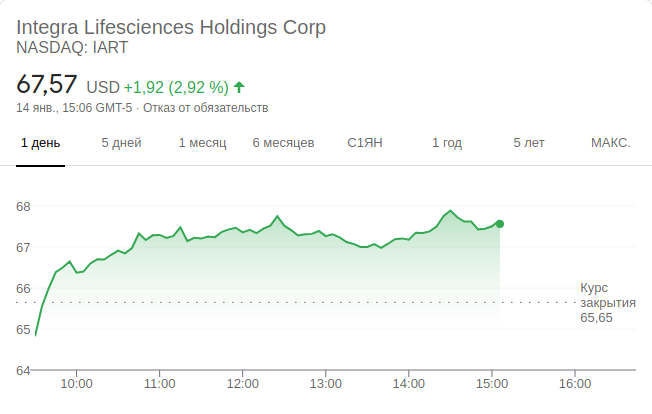 Integra Lifesciences Holdings Corp
NASDAQ: IART
67,57 USD +1,92 (2,92 %)
14 янв., 15:06 GMT-5 · Отказ от обязательств
1 день 5 дней 1 месяц 6 месяцев С1ЯН 1 год 5 лет МАКС.
68
67
66
Курс
закрытия
65,65
65
64
10:00 11:00 12:00 13:00 14:00 15:00 16:00